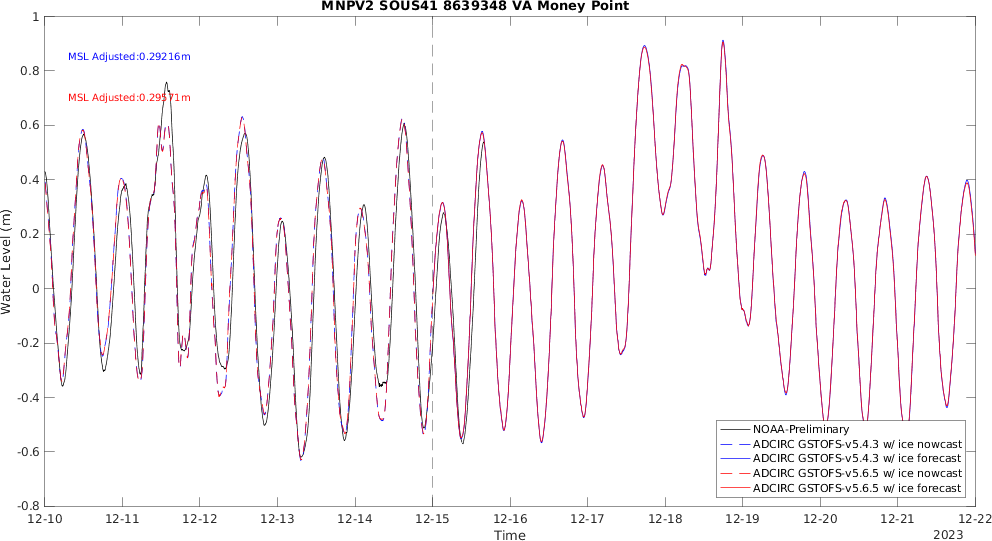 MNPV2 SOUS41 8639348 VA Money Point
MSL Adjusted:0.29216m
MSL Adjusted:0.29571m
Water Level (m)
1
0.8
0.6
0.4
0.2
0
-0.2
-0.4
-0.6
-0.8
NOAA-Preliminary
ADCIRC GSTOFS-v5.4.3 w/ ice nowcast
ADCIRC GSTOFS-v5.4.3 w/ ice forecast
ADCIRC GSTOFS-v5.6.5 w/ ice nowcast
ADCIRC GSTOFS-v5.6.5 w/ ice forecast
12-10 12-11 12-12 12-13 12-14 12-15 12-16 12-17 12-18 12-19 12-20 12-21 12-22
Time
2023